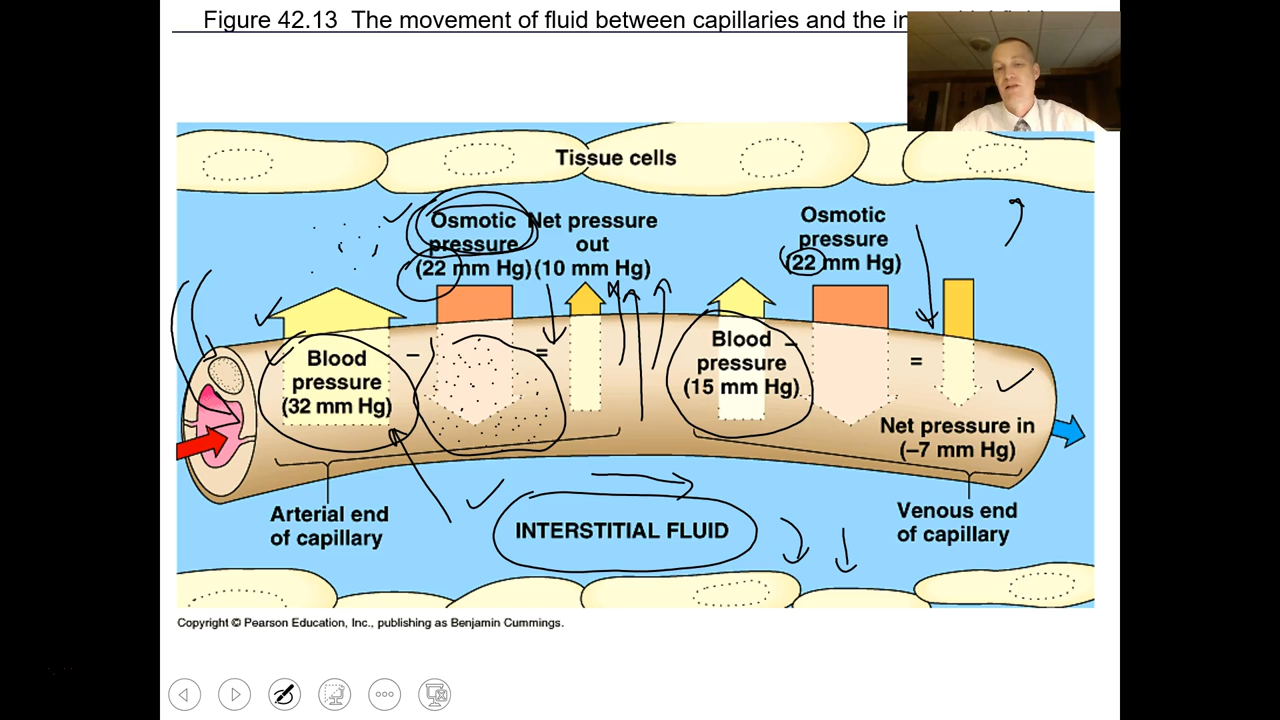 Figure 42.13 The movement of fluid between capillaries and the
Tissue cells
Osmotic
pressure
(22 mm Hg)
Net pressure
out
(10 mm Hg)
Osmotic
pressure
(22 mm Hg)
Blood
pressure
(32 mm Hg)
–
=
Blood
pressure
(15 mm Hg)
–
=
Net pressure in
(–7 mm Hg)
Arterial end
of capillary
INTERSTITIAL FLUID
Venous end
of capillary
Copyright © Pearson Education, Inc., publishing as Benjamin Cummings.